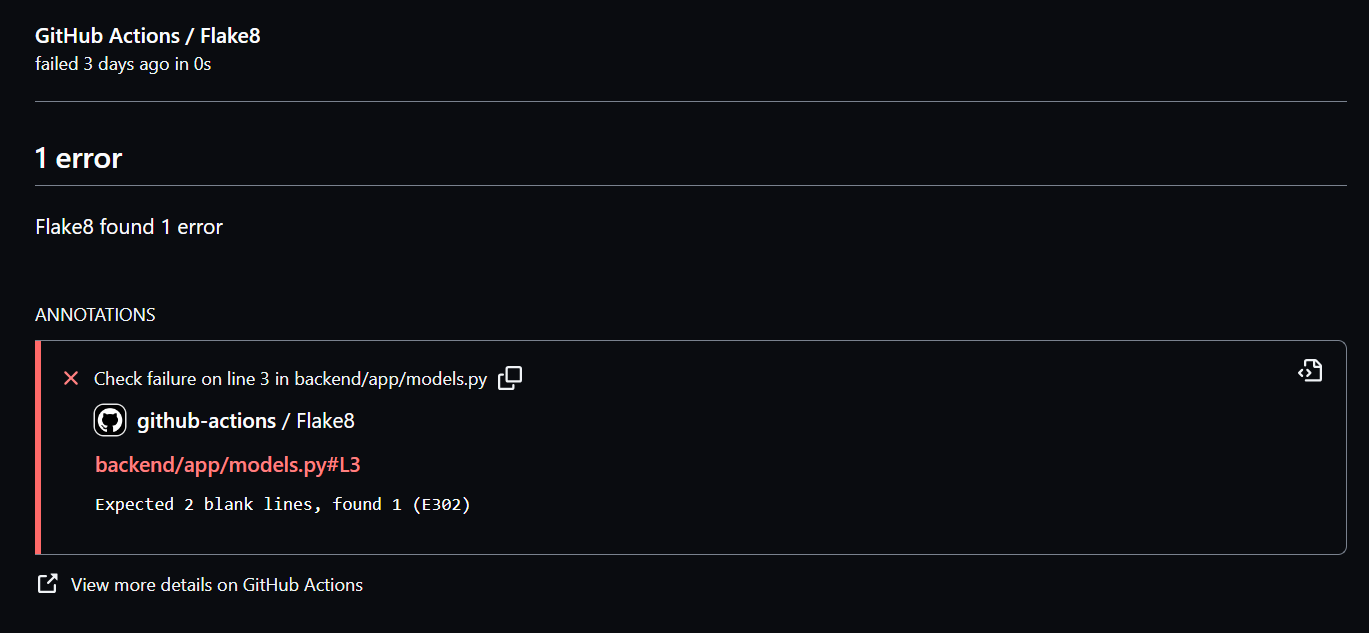 GitHub Actions / Flake8
failed 3 days ago in 0s
1 error
Flake8 found 1 error
ANNOTATIONS
Check failure on line 3 in backend/app/models.py
github-actions / Flake8
backend/app/models.py#L3
Expected 2 blank lines, found 1 (E302)
View more details on GitHub Actions